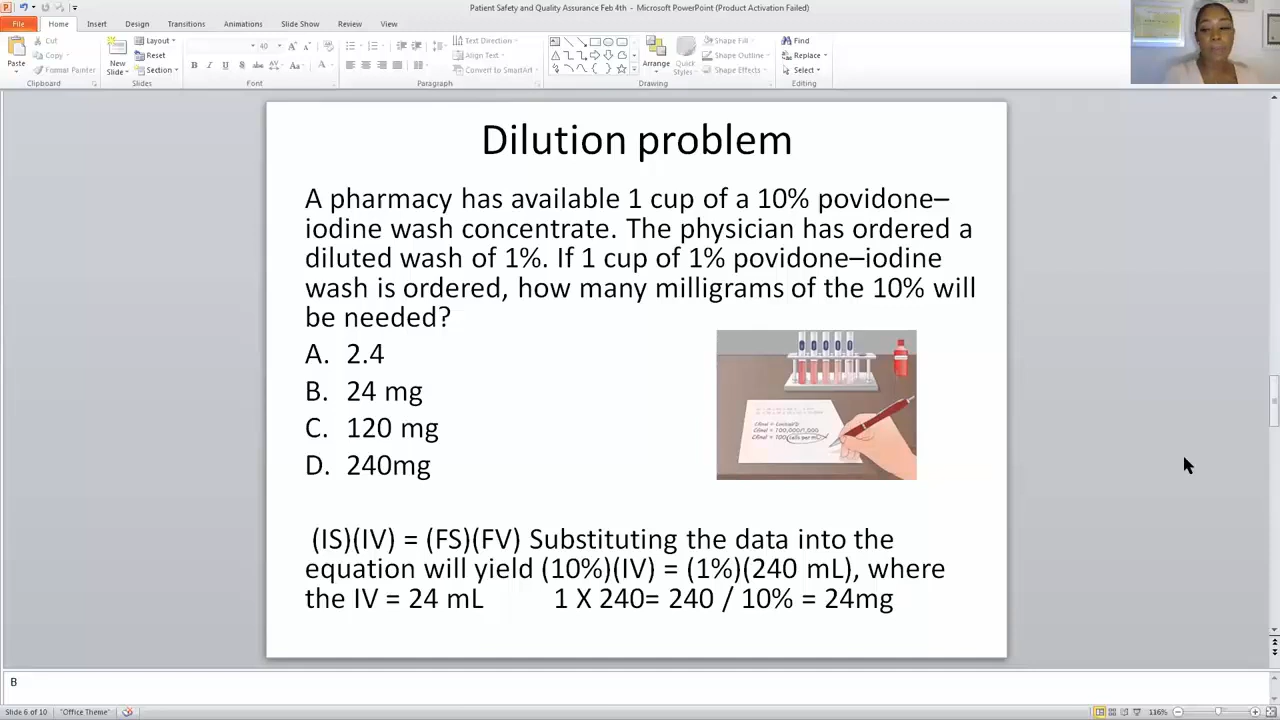 Patient Safety and Quality Assurance Feb 4th - Microsoft PowerPoint (Product Activation Failed)
File Home Insert Design Transitions Animations Slide Show Review View
Paste
Cut
Copy
Format Painter
Clipboard
New
Slide
Layout
Reset
Section
Slides
40
B I U S abc AV Aa A
Font
Text Direction
Align Text
Convert to SmartArt
Paragraph
Arrange
Quick
Styles
Shape Fill
Shape Outline
Shape Effects
Drawing
Find
Replace
Select
Editing
Dilution problem
A pharmacy has available 1 cup of a 10% povidone–
iodine wash concentrate. The physician has ordered a
diluted wash of 1%. If 1 cup of 1% povidone–iodine
wash is ordered, how many milligrams of the 10% will
be needed?
A. 2.4
B. 24 mg
C. 120 mg
D. 240mg
(IS)(IV) = (FS)(FV) Substituting the data into the
equation will yield (10%)(IV) = (1%)(240 mL), where
the IV = 24 mL 1 X 240= 240 / 10% = 24mg
B
Slide 6 of 10 "Office Theme" 116%